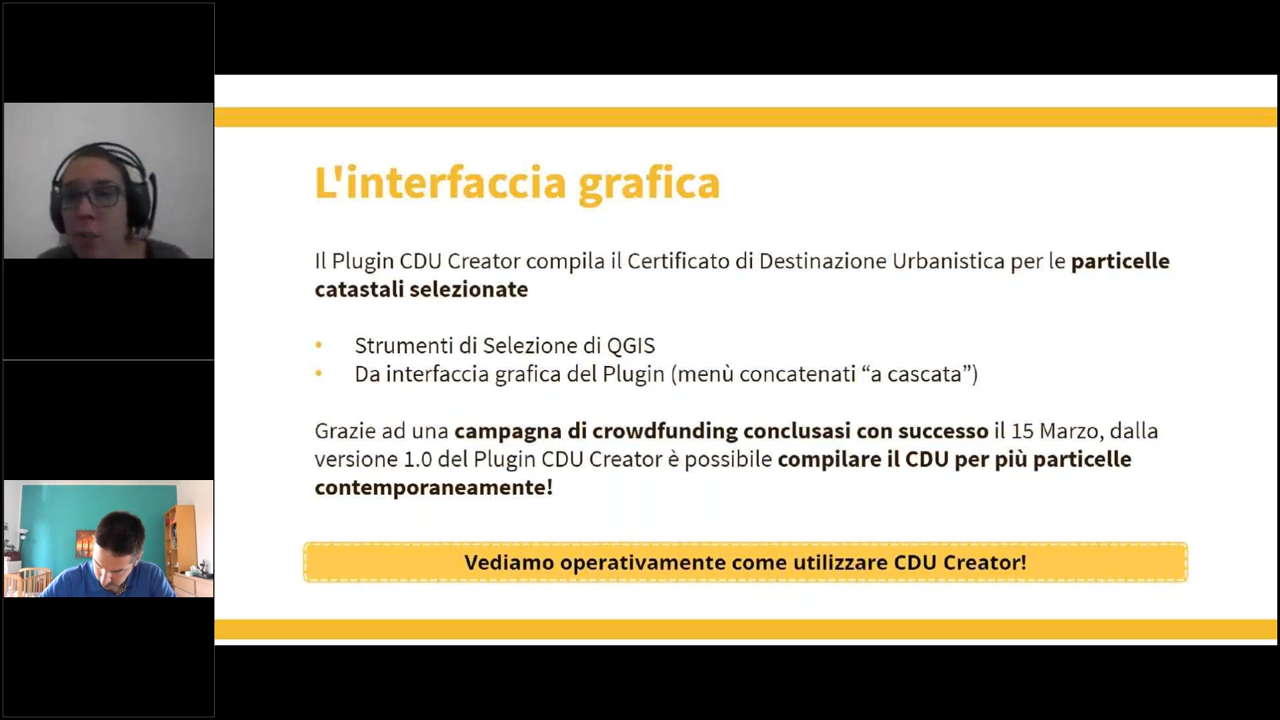 L'interfaccia grafica
Il Plugin CDU Creator compila il Certificato di Destinazione Urbanistica per le particelle
catastali selezionate
• Strumenti di Selezione di QGIS
• Da interfaccia grafica del Plugin (menù concatenati “a cascata”)
Grazie ad una campagna di crowdfunding conclusasi con successo il 15 Marzo, dalla
versione 1.0 del Plugin CDU Creator è possibile compilare il CDU per più particelle
contemporaneamente!
Vediamo operativamente come utilizzare CDU Creator!